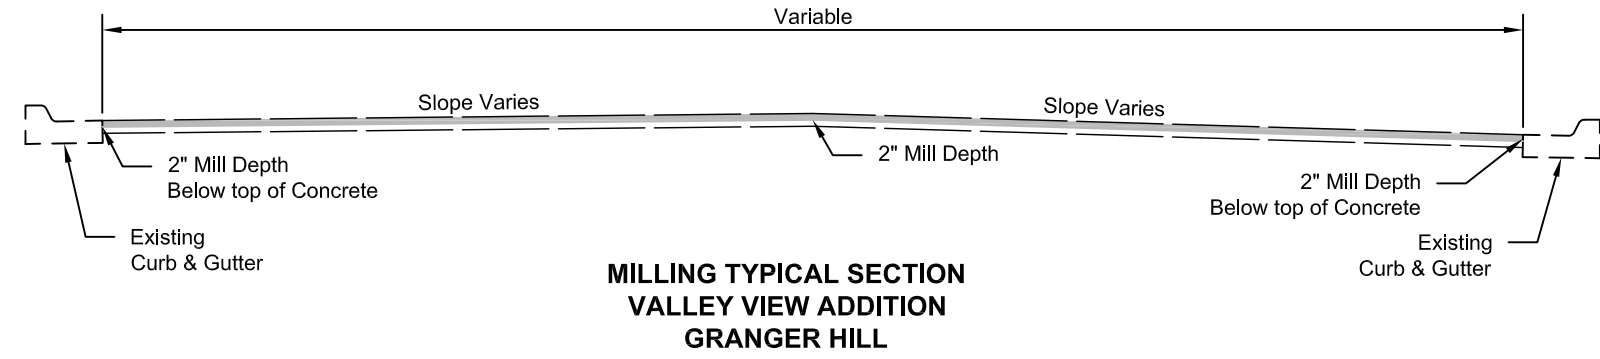 Variable
Slope Varies
Slope Varies
2" Mill Depth
Below top of Concrete
2" Mill Depth
2" Mill Depth
Below top of Concrete
Existing
Curb & Gutter
Existing
Curb & Gutter
MILLING TYPICAL SECTION
VALLEY VIEW ADDITION
GRANGER HILL